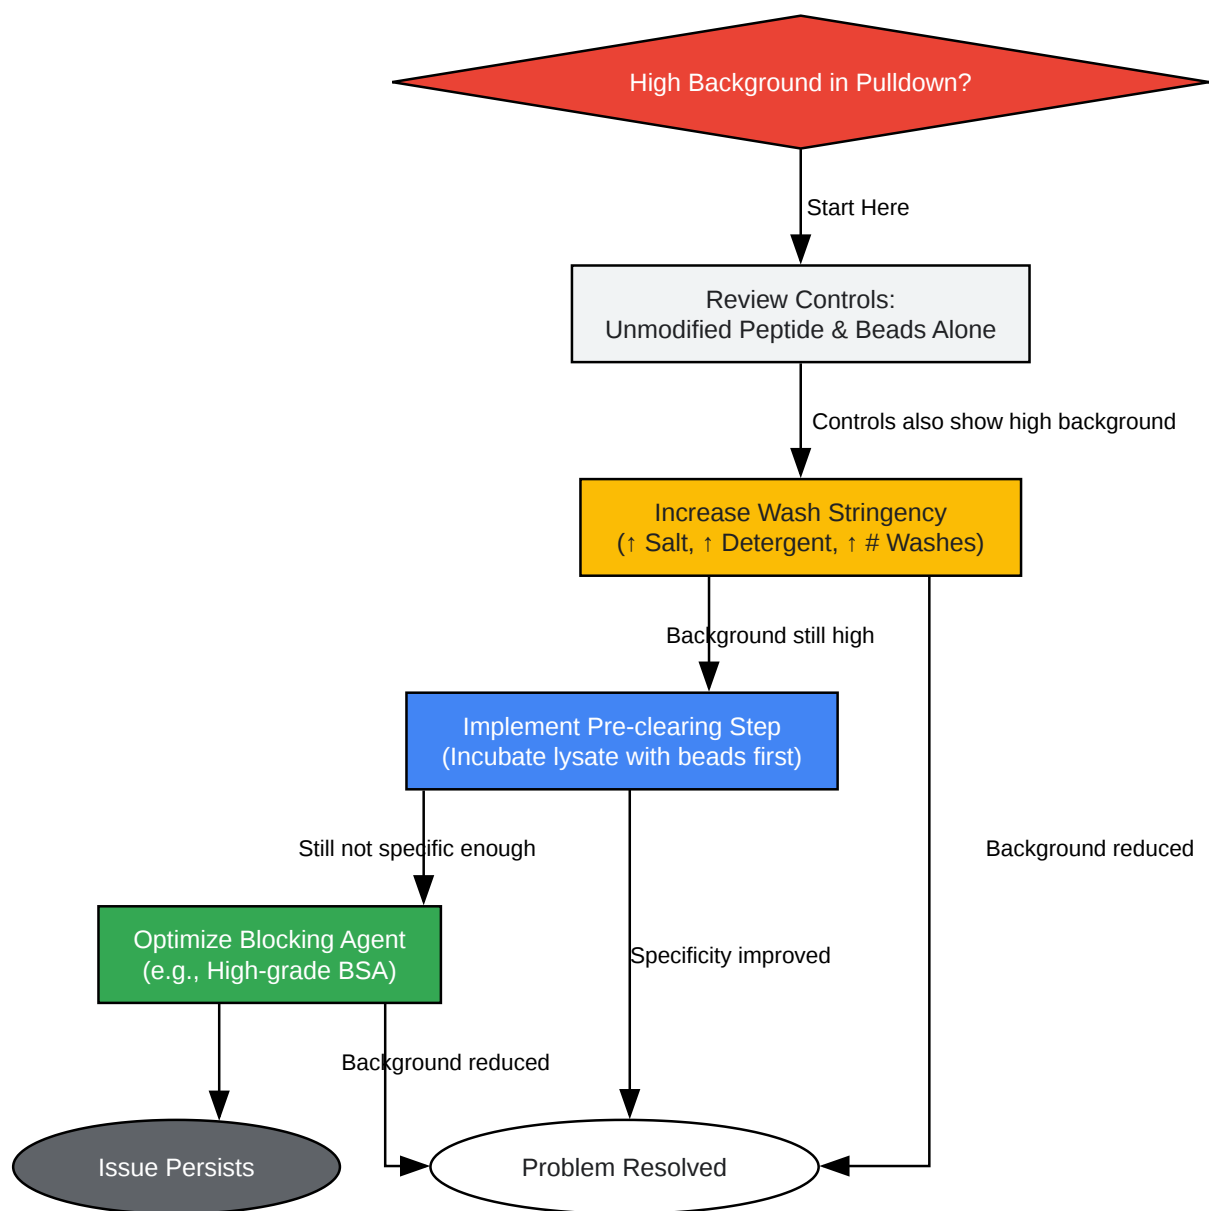 High Background in Pulldown?
Start Here
Review Controls:
Unmodified Peptide & Beads Alone
Controls also show high background
Increase Wash Stringency
(↑ Salt, ↑ Detergent, ↑ # Washes)
Background still high
Implement Pre-clearing Step
(Incubate lysate with beads first)
Still not specific enough
Background reduced
Optimize Blocking Agent
(e.g., High-grade BSA)
Specificity improved
Background reduced
Issue Persists
Problem Resolved